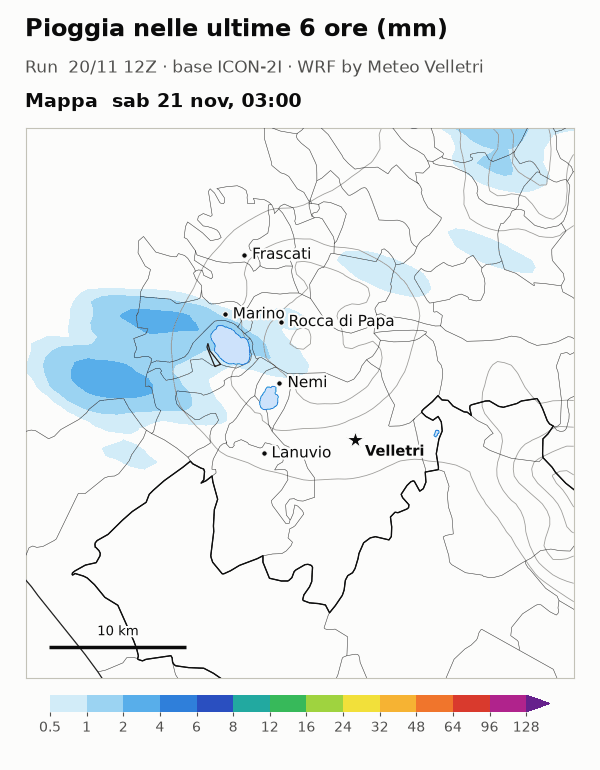 Pioggia nelle ultime 6 ore (mm)
Run  20/11 12Z · base ICON-2I · WRF by Meteo Velletri
Mappa  sab 21 nov, 03:00
Frascati
Marino
Rocca di Papa
Nemi
Velletri
Lanuvio
10 km
0.5 1 2 4 6 8 12 16 24 32 48 64 96 128